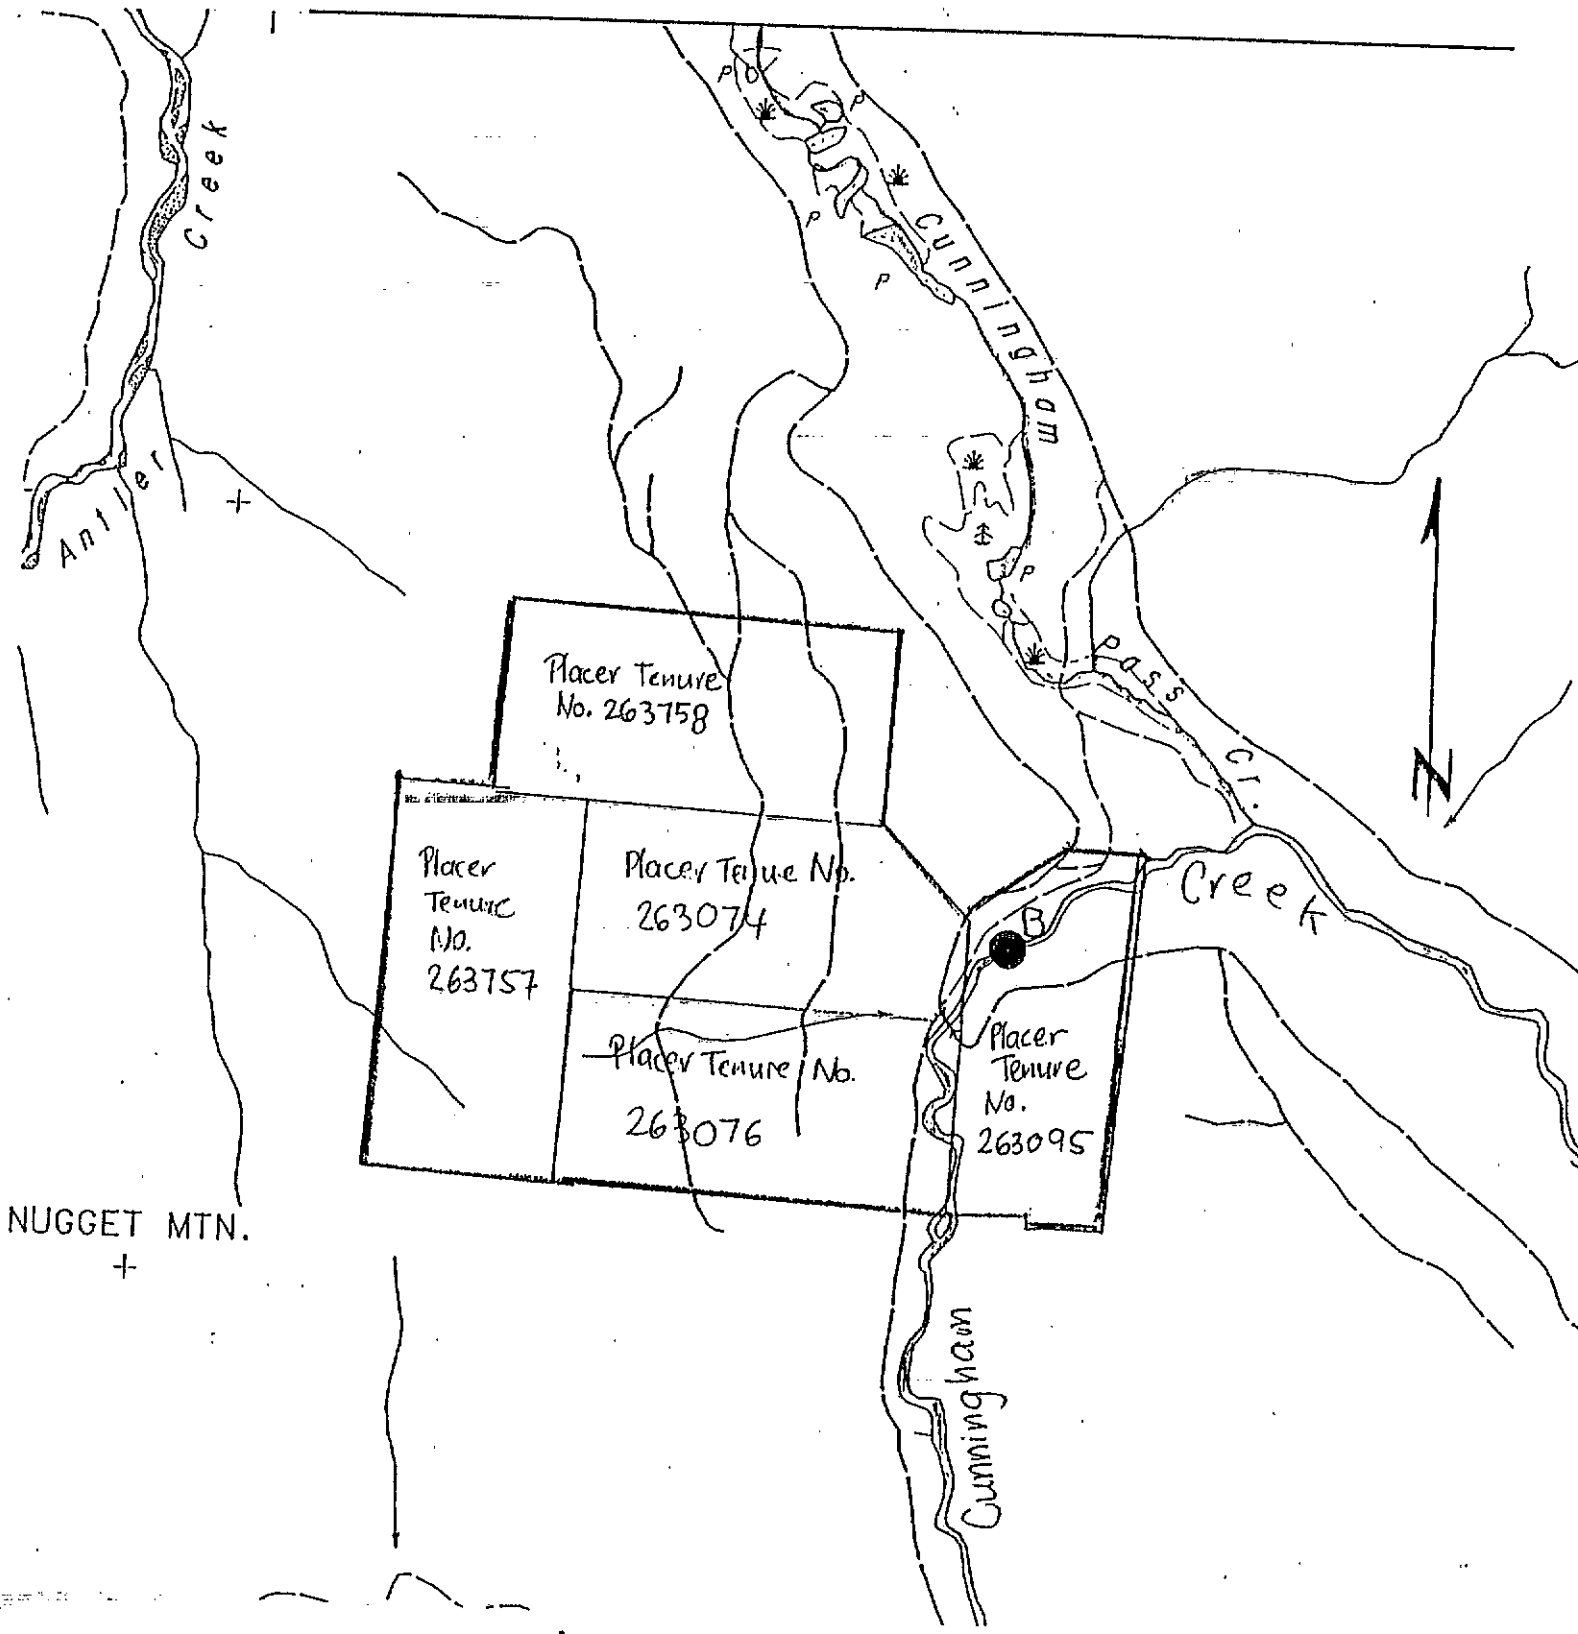 Creek
Antler
Cunningham
Pass
Cr.
P
P
P
P
P
Placer Tenure
No. 263758
N
Placer
Tenure
No.
263757
Placer Tenue No.
263074
Creek
B
Placer Tenure No.
263076
Placer
Tenure
No.
263095
NUGGET MTN.
Cunningham